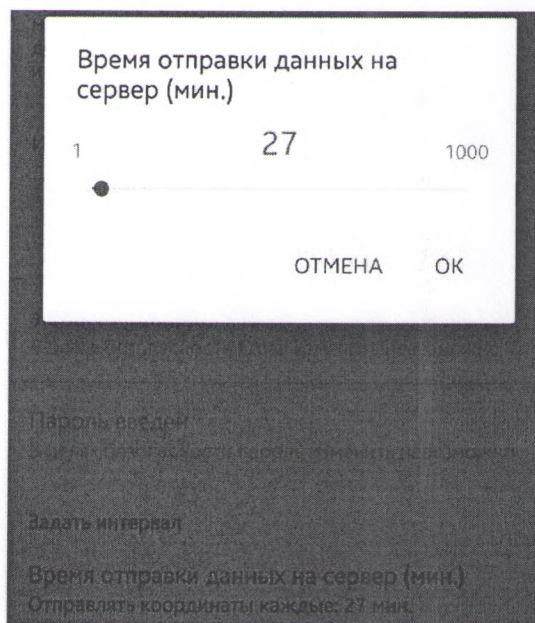 Время отправки данных на
сервер (мин.)
27
1
1000
ОТМЕНА
ОК
Пароль введен
Задать интервал
Время отправки данных на сервер (мин.)
Отправлять координаты каждые: 27 мин.